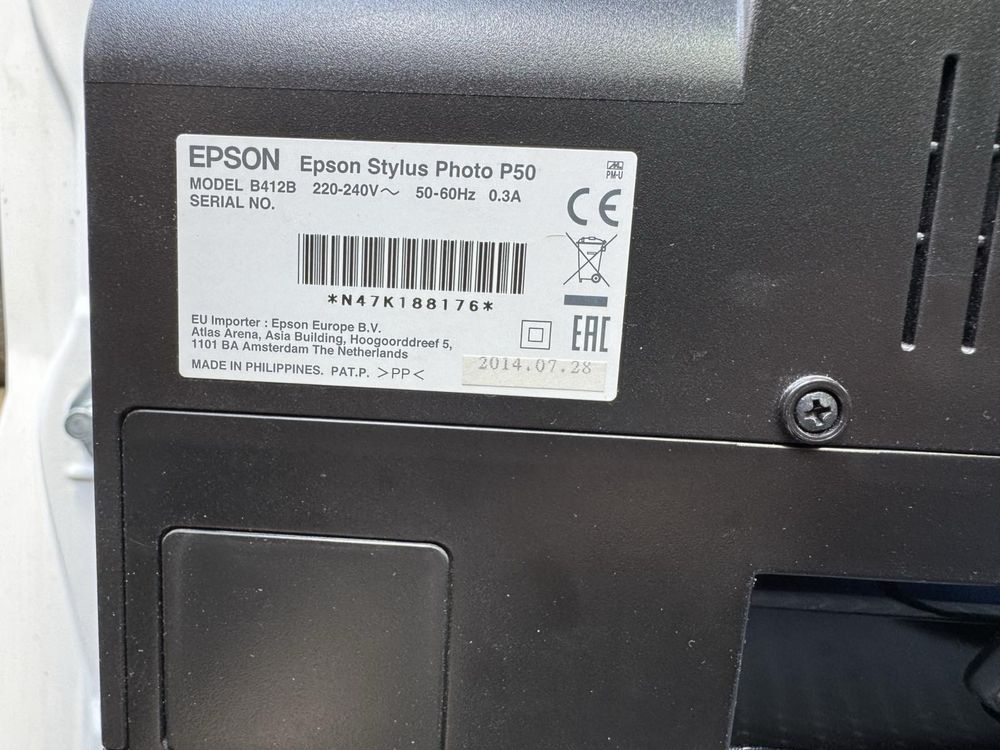 EPSON Epson Stylus Photo P50
PM-U
MODEL B412B 220-240V~ 50-60Hz 0.3A
SERIAL NO.
CE
*N47K188176*
EU Importer : Epson Europe B.V.
Atlas Arena, Asia Building, Hoogoorddreef 5,
1101 BA Amsterdam The Netherlands
EAC
MADE IN PHILIPPINES. PAT.P. >PP<
2014.07.28